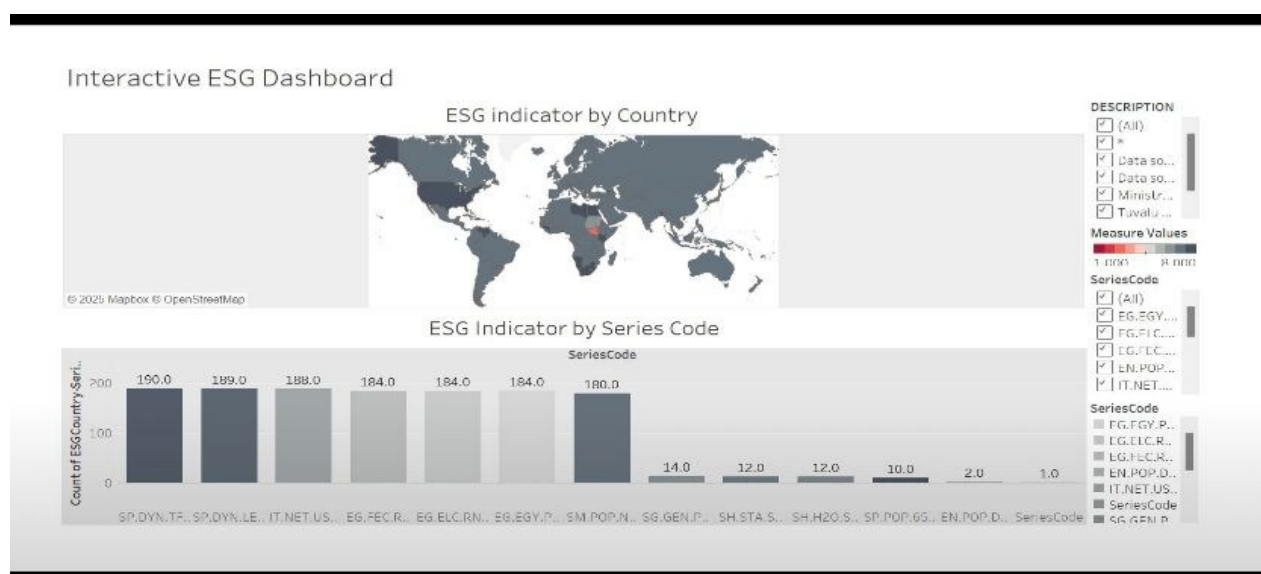 Interactive ESG Dashboard
ESG indicator by Country
© 2025 Mapbox © OpenStreetMap
DESCRIPTION
(All)
*
Data so...
Data so...
Ministr...
Tuvalu ...
Measure Values
1.000 8.000
SeriesCode
(All)
EG.EGY....
EG.ELC....
EG.FEC....
EN.POP....
IT.NET....
SeriesCode
EG.EGY.P..
EG.ELC.R..
EG.FEC.R..
EN.POP.D..
IT.NET.US..
SeriesCode
SG.GEN.P..
ESG Indicator by Series Code
SeriesCode
Count of ESGCountry-Seri..
200
100
0
190.0 189.0 188.0 184.0 184.0 184.0 180.0 14.0 12.0 12.0 10.0 2.0 1.0
SP.DYN.TF.. SP.DYN.LE.. IT.NET.US.. EG.FEC.R.. EG.ELC.RN.. EG.EGY.P.. SM.POP.N.. SG.GEN.P.. SH.STA.S.. SH.H2O.S.. SP.POP.65.. EN.POP.D.. SeriesCode